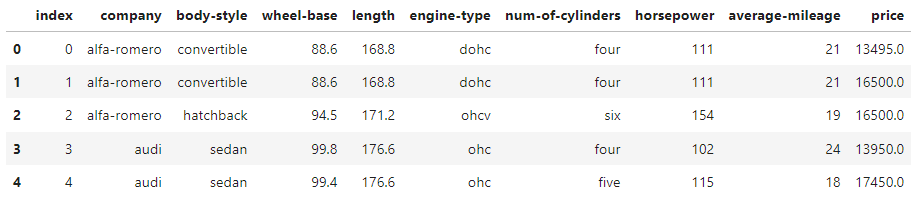 index company body-style wheel-base length engine-type num-of-cylinders horsepower average-mileage price
0 0 alfa-romero convertible 88.6 168.8 dohc four 111 21 13495.0
1 1 alfa-romero convertible 88.6 168.8 dohc four 111 21 16500.0
2 2 alfa-romero hatchback 94.5 171.2 ohcv six 154 19 16500.0
3 3 audi sedan 99.8 176.6 ohc four 102 24 13950.0
4 4 audi sedan 99.4 176.6 ohc five 115 18 17450.0